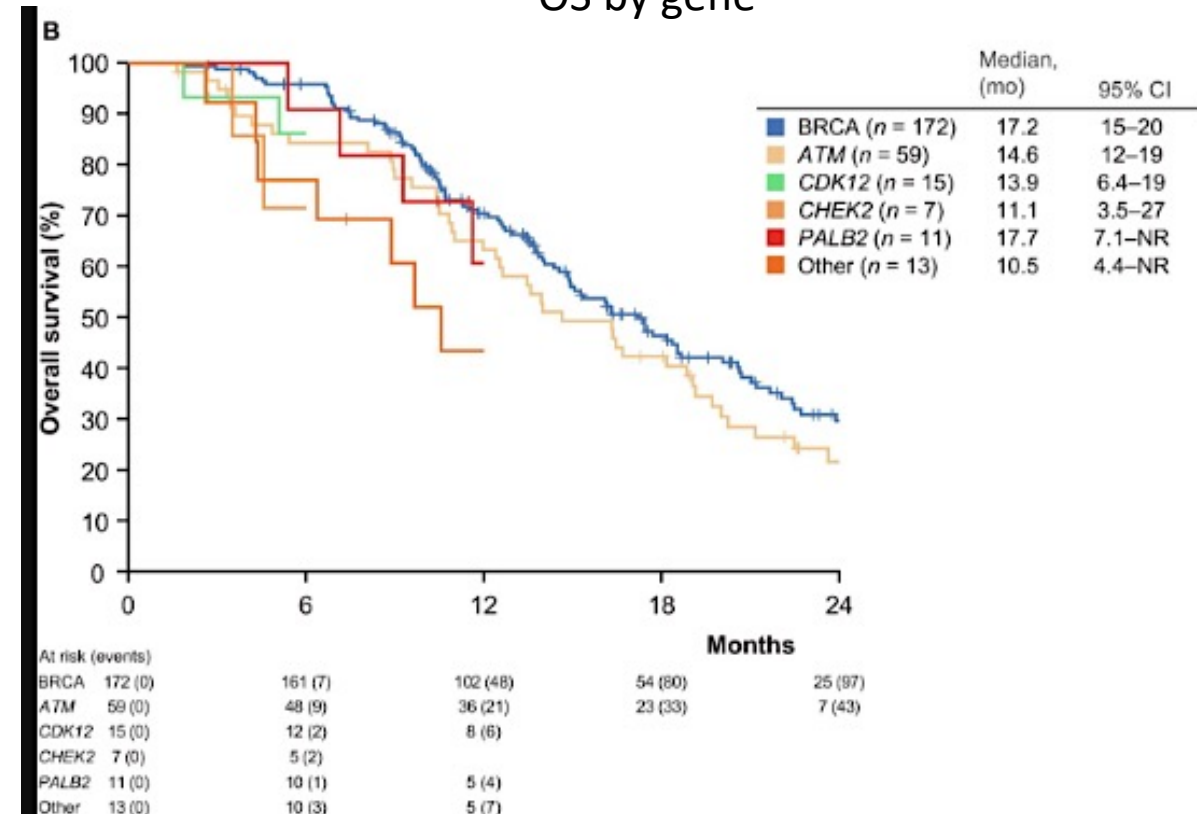 OS by gene
B
Median,
(mo) 95% CI
BRCA (n = 172) 17.2 15–20
ATM (n = 59) 14.6 12–19
CDK12 (n = 15) 13.9 6.4–19
CHEK2 (n = 7) 11.1 3.5–27
PALB2 (n = 11) 17.7 7.1–NR
Other (n = 13) 10.5 4.4–NR
Overall survival (%)
100
90
80
70
60
50
40
30
20
10
0
0 6 12 18 24
Months
At risk (events)
BRCA 172 (0) 161 (7) 102 (48) 54 (80) 25 (97)
ATM 59 (0) 48 (9) 36 (21) 23 (33) 7 (43)
CDK12 15 (0) 12 (2) 8 (6)
CHEK2 7 (0) 5 (2)
PALB2 11 (0) 10 (1) 5 (4)
Other 13 (0) 10 (3) 5 (7)